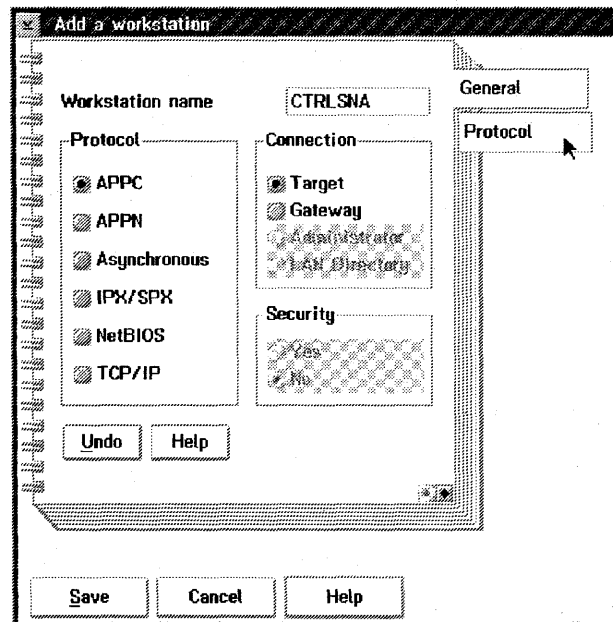 Add a workstation
General
Protocol
Workstation name CTRLSNA
Protocol
APPC
APPN
Asynchronous
IPX/SPX
NetBIOS
TCP/IP
Connection
Target
Gateway
Administrator
LAN Directory
Security
Yes
No
Undo Help
Save Cancel Help